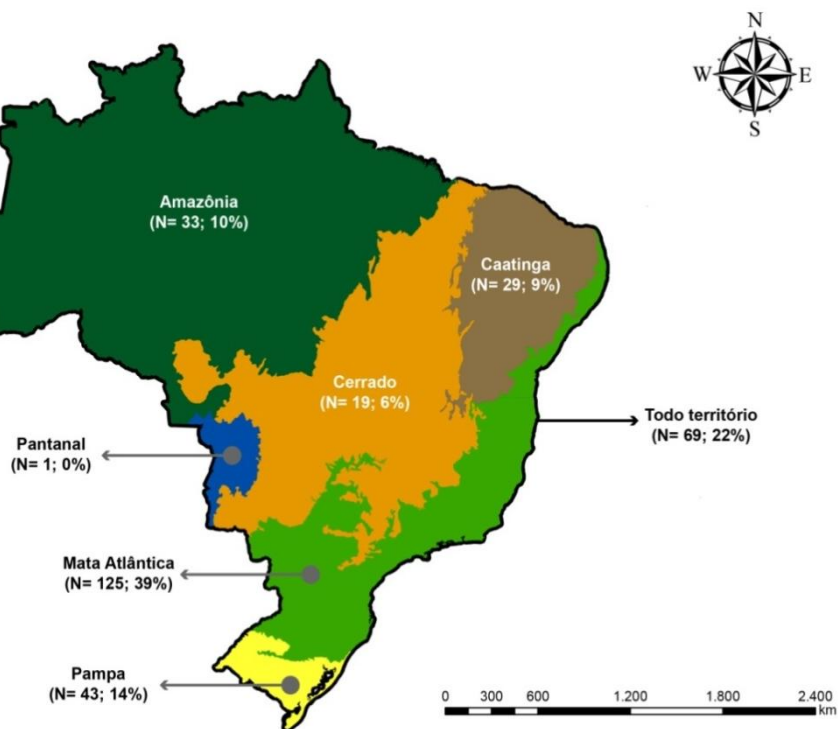 N
W E
S
Amazônia
(N= 33; 10%)
Caatinga
(N= 29; 9%)
Cerrado
(N= 19; 6%)
Todo território
(N= 69; 22%)
Pantanal
(N= 1; 0%)
Mata Atlântica
(N= 125; 39%)
Pampa
(N= 43; 14%)
0 300 600 1.200 1.800 2.400
km